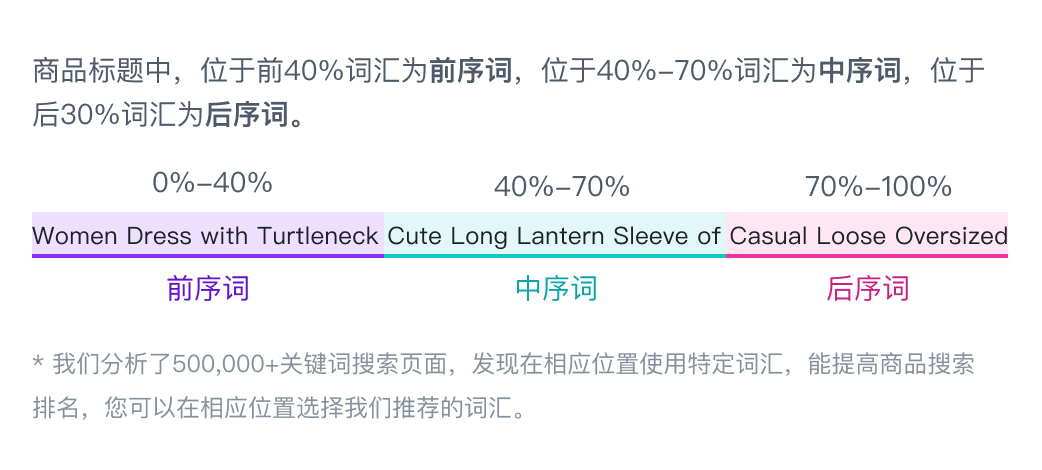 商品标题中，位于前40%词汇为前序词，位于40%-70%词汇为中序词，位于
后30%词汇为后序词。
0%-40% 40%-70% 70%-100%
Women Dress with Turtleneck Cute Long Lantern Sleeve of Casual Loose Oversized
前序词 中序词 后序词
* 我们分析了500,000+关键词搜索页面，发现在相应位置使用特定词汇，能提高商品搜索
排名，您可以在相应位置选择我们推荐的词汇。